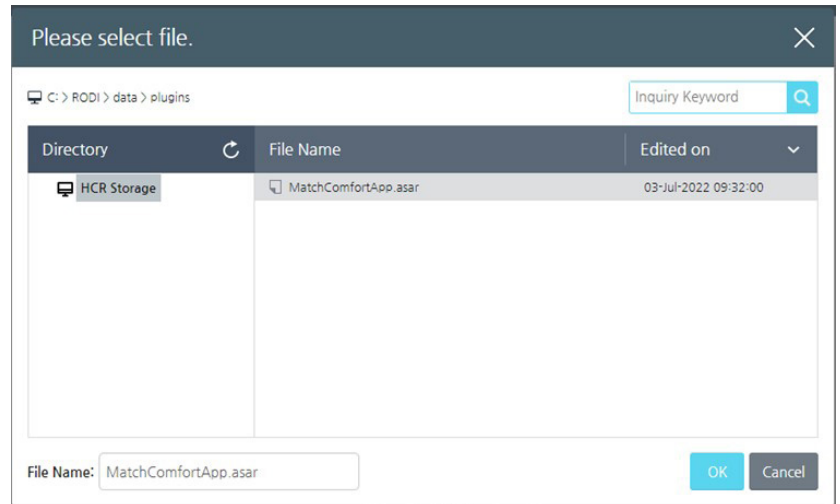 Please select file.
C: > RODI > data > plugins
Inquiry Keyword
Directory
File Name
Edited on
HCR Storage
MatchComfortApp.asar
03-Jul-2022 09:32:00
File Name: MatchComfortApp.asar
OK
Cancel